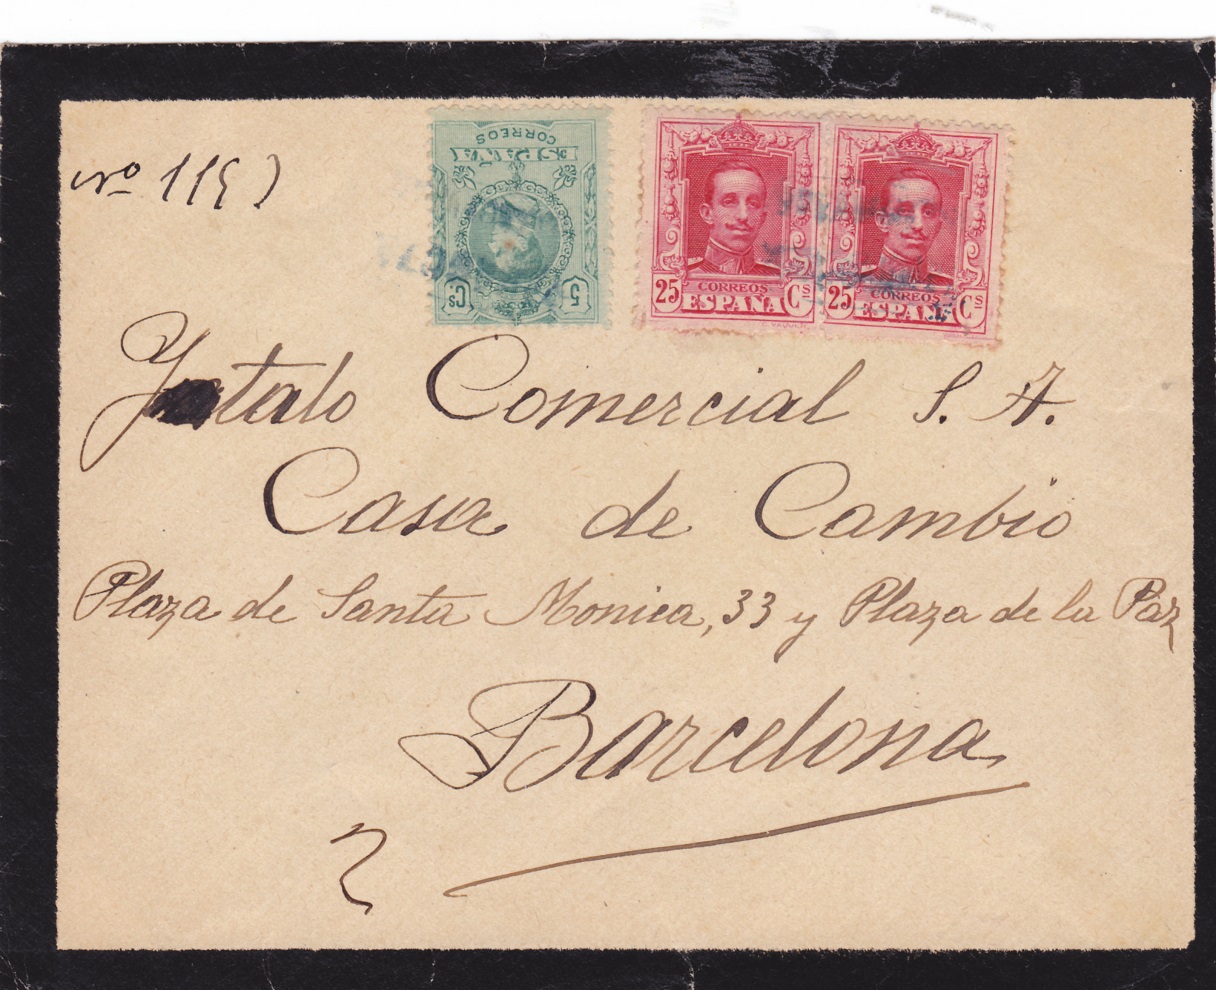 Nº 115
CORREOS
ESPAÑA
5 Cs.
25 CORREOS Cs
ESPAÑA
25 CORREOS Cs
ESPAÑA
Comercial S. A.
Casa de Cambio
Plaza de Santa Monica, 33 y Plaza de la Paz
Barcelona